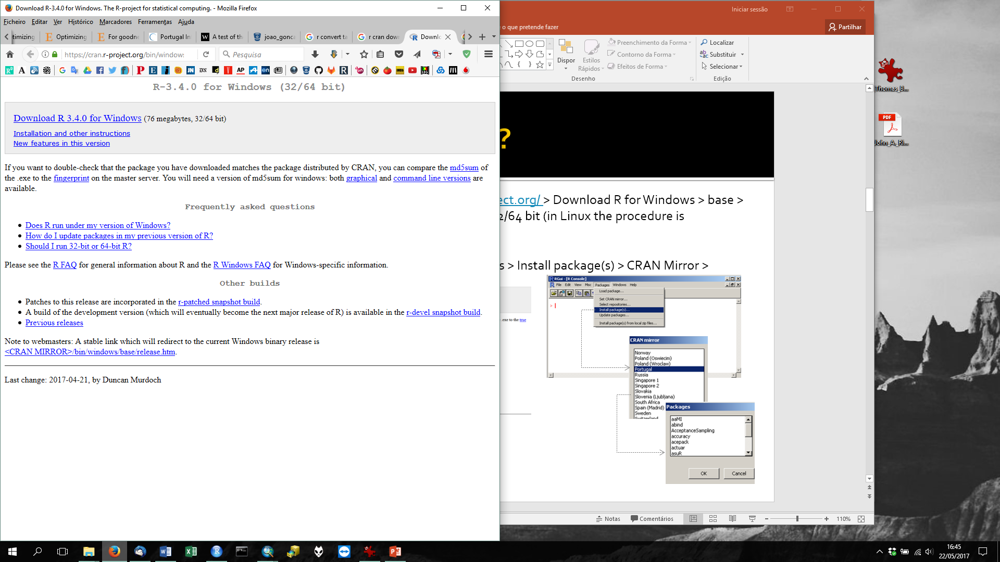 Download R-3.4.0 for Windows. The R-project for statistical computing. - Mozilla Firefox
Ficheiro Editar Ver Histórico Marcadores Ferramentas Ajuda
timizing Optimizing For goodne Portugal In A test of th joao_gonca r convert ta r cran dow Downlo
https://cran.r-project.org/bin/windows Pesquisa
R-3.4.0 for Windows (32/64 bit)
Download R 3.4.0 for Windows (76 megabytes, 32/64 bit)
Installation and other instructions
New features in this version
If you want to double-check that the package you have downloaded matches the package distributed by CRAN, you can compare the md5sum of
the .exe to the fingerprint on the master server. You will need a version of md5sum for windows: both graphical and command line versions are
available.
Frequently asked questions
Does R run under my version of Windows?
How do I update packages in my previous version of R?
Should I run 32-bit or 64-bit R?
Please see the R FAQ for general information about R and the R Windows FAQ for Windows-specific information.
Other builds
Patches to this release are incorporated in the r-patched snapshot build.
A build of the development version (which will eventually become the next major release of R) is available in the r-devel snapshot build.
Previous releases
Note to webmasters: A stable link which will redirect to the current Windows binary release is
<CRAN MIRROR>/bin/windows/base/release.htm.
Last change: 2017-04-21, by Duncan Murdoch
Iniciar sessão
o que pretende fazer
Partilhar
Dispor
Estilos
Rápidos
Preenchimento da Forma
Contorno da Forma
Efeitos de Forma
Desenho
Localizar
Substituir
Selecionar
Edição
?
ect.org/ > Download R for Windows > base >
2/64 bit (in Linux the procedure is
s > Install package(s) > CRAN Mirror >
.exe to the true
RGui - [R Console]
File Edit View Misc Packages Windows Help
Load package...
Set CRAN mirror...
Select repositories...
Install package(s)...
Update packages...
Install package(s) from local zip files...
>
CRAN mirror
Norway
Poland (Oswiecim)
Poland (Wroclaw)
Portugal
Russia
Singapore 1
Singapore 2
Slovakia
Slovenia (Ljubljana)
South Africa
Spain (Madrid)
Sweden
Switzerland
Packages
aaMI
abind
AcceptanceSampling
accuracy
acepack
actuar
asuR
OK Cancel
Notas Comentários 110%
Thomas_B...
PDF
John_A_Ri...
16:45
22/05/2017